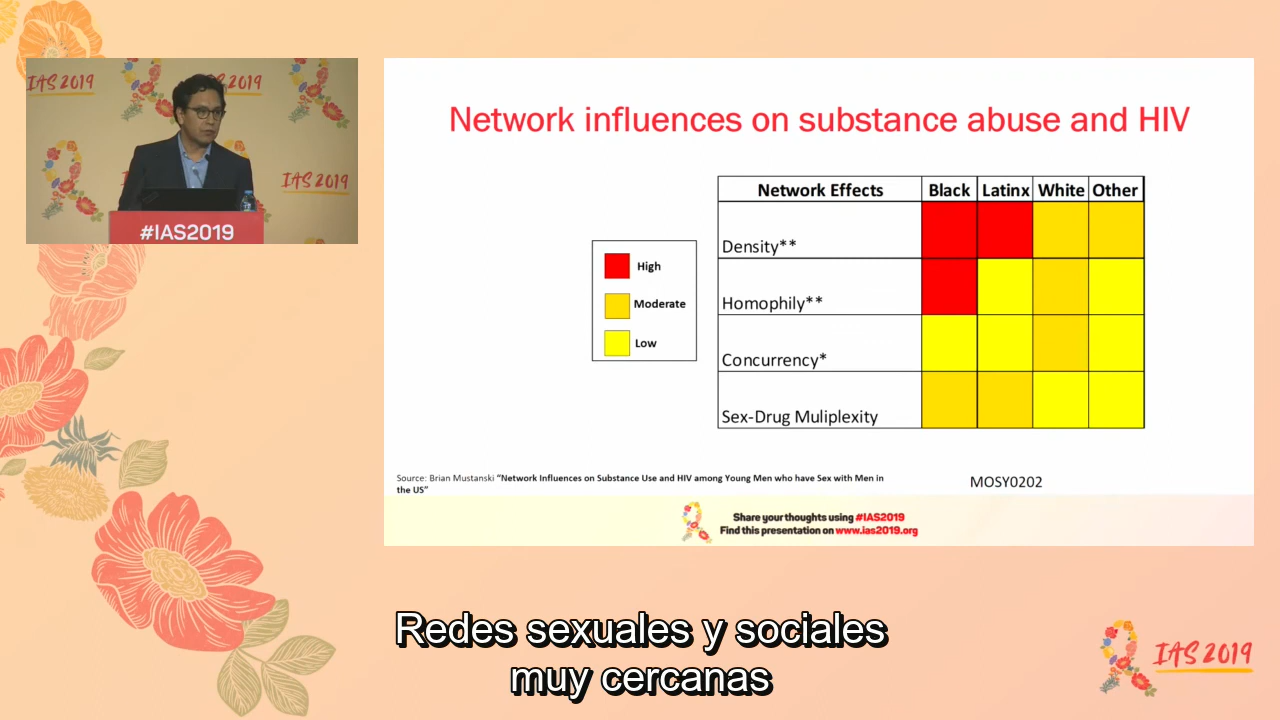 IAS 2019
IAS 2019
IAS 2019
#IAS2019
Network influences on substance abuse and HIV
High
Moderate
Low
Network Effects Black Latinx White Other
Density**
Homophily**
Concurrency*
Sex-Drug Muliplexity
Source: Brian Mustanski "Network Influences on Substance Use and HIV among Young Men who have Sex with Men in
the US"
MOSY0202
Share your thoughts using #IAS2019
Find this presentation on www.ias2019.org
Redes sexuales y sociales
muy cercanas
IAS 2019